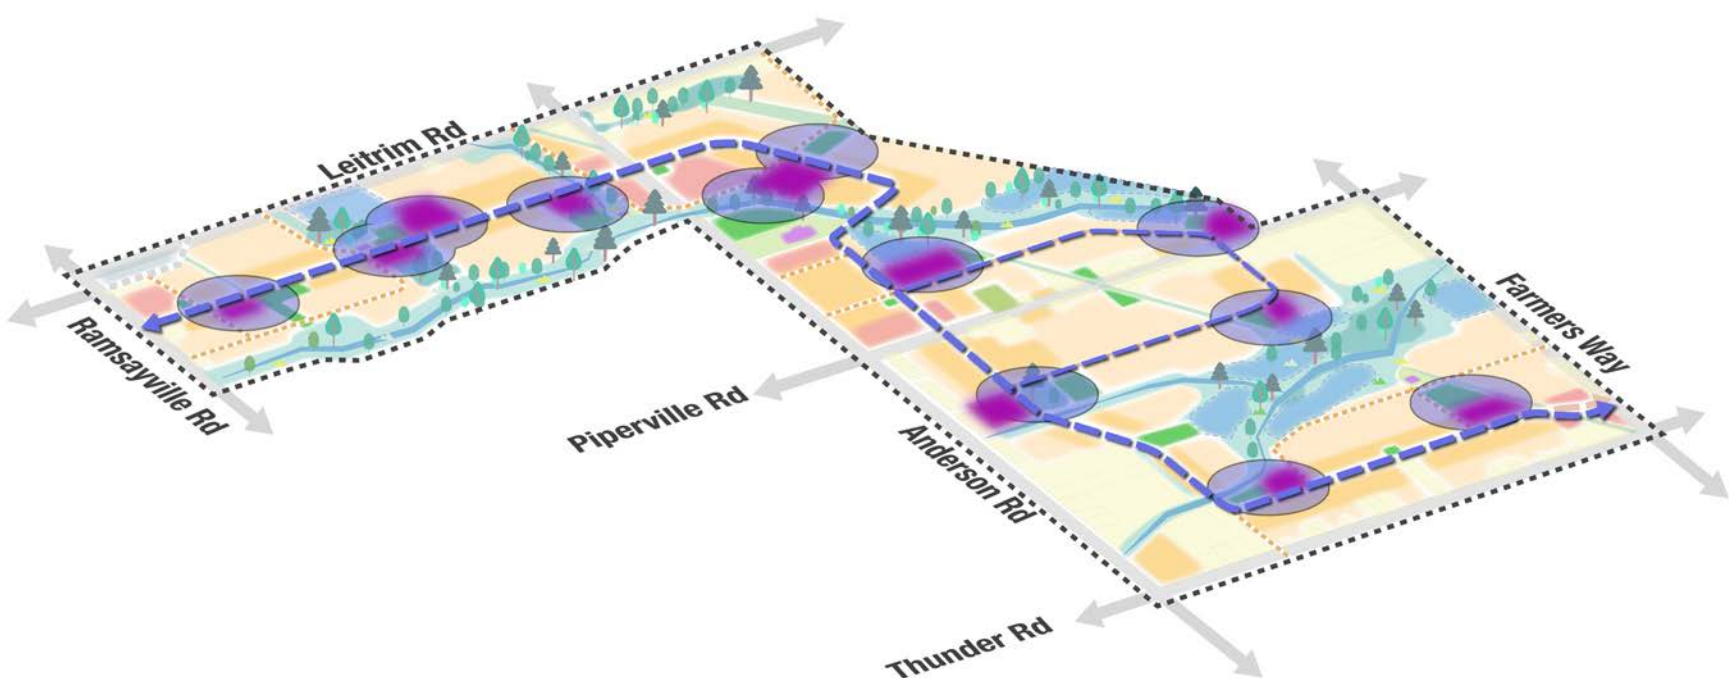 Leitrim Rd
Ramsayville Rd
Piperville Rd
Anderson Rd
Farmers Way
Thunder Rd